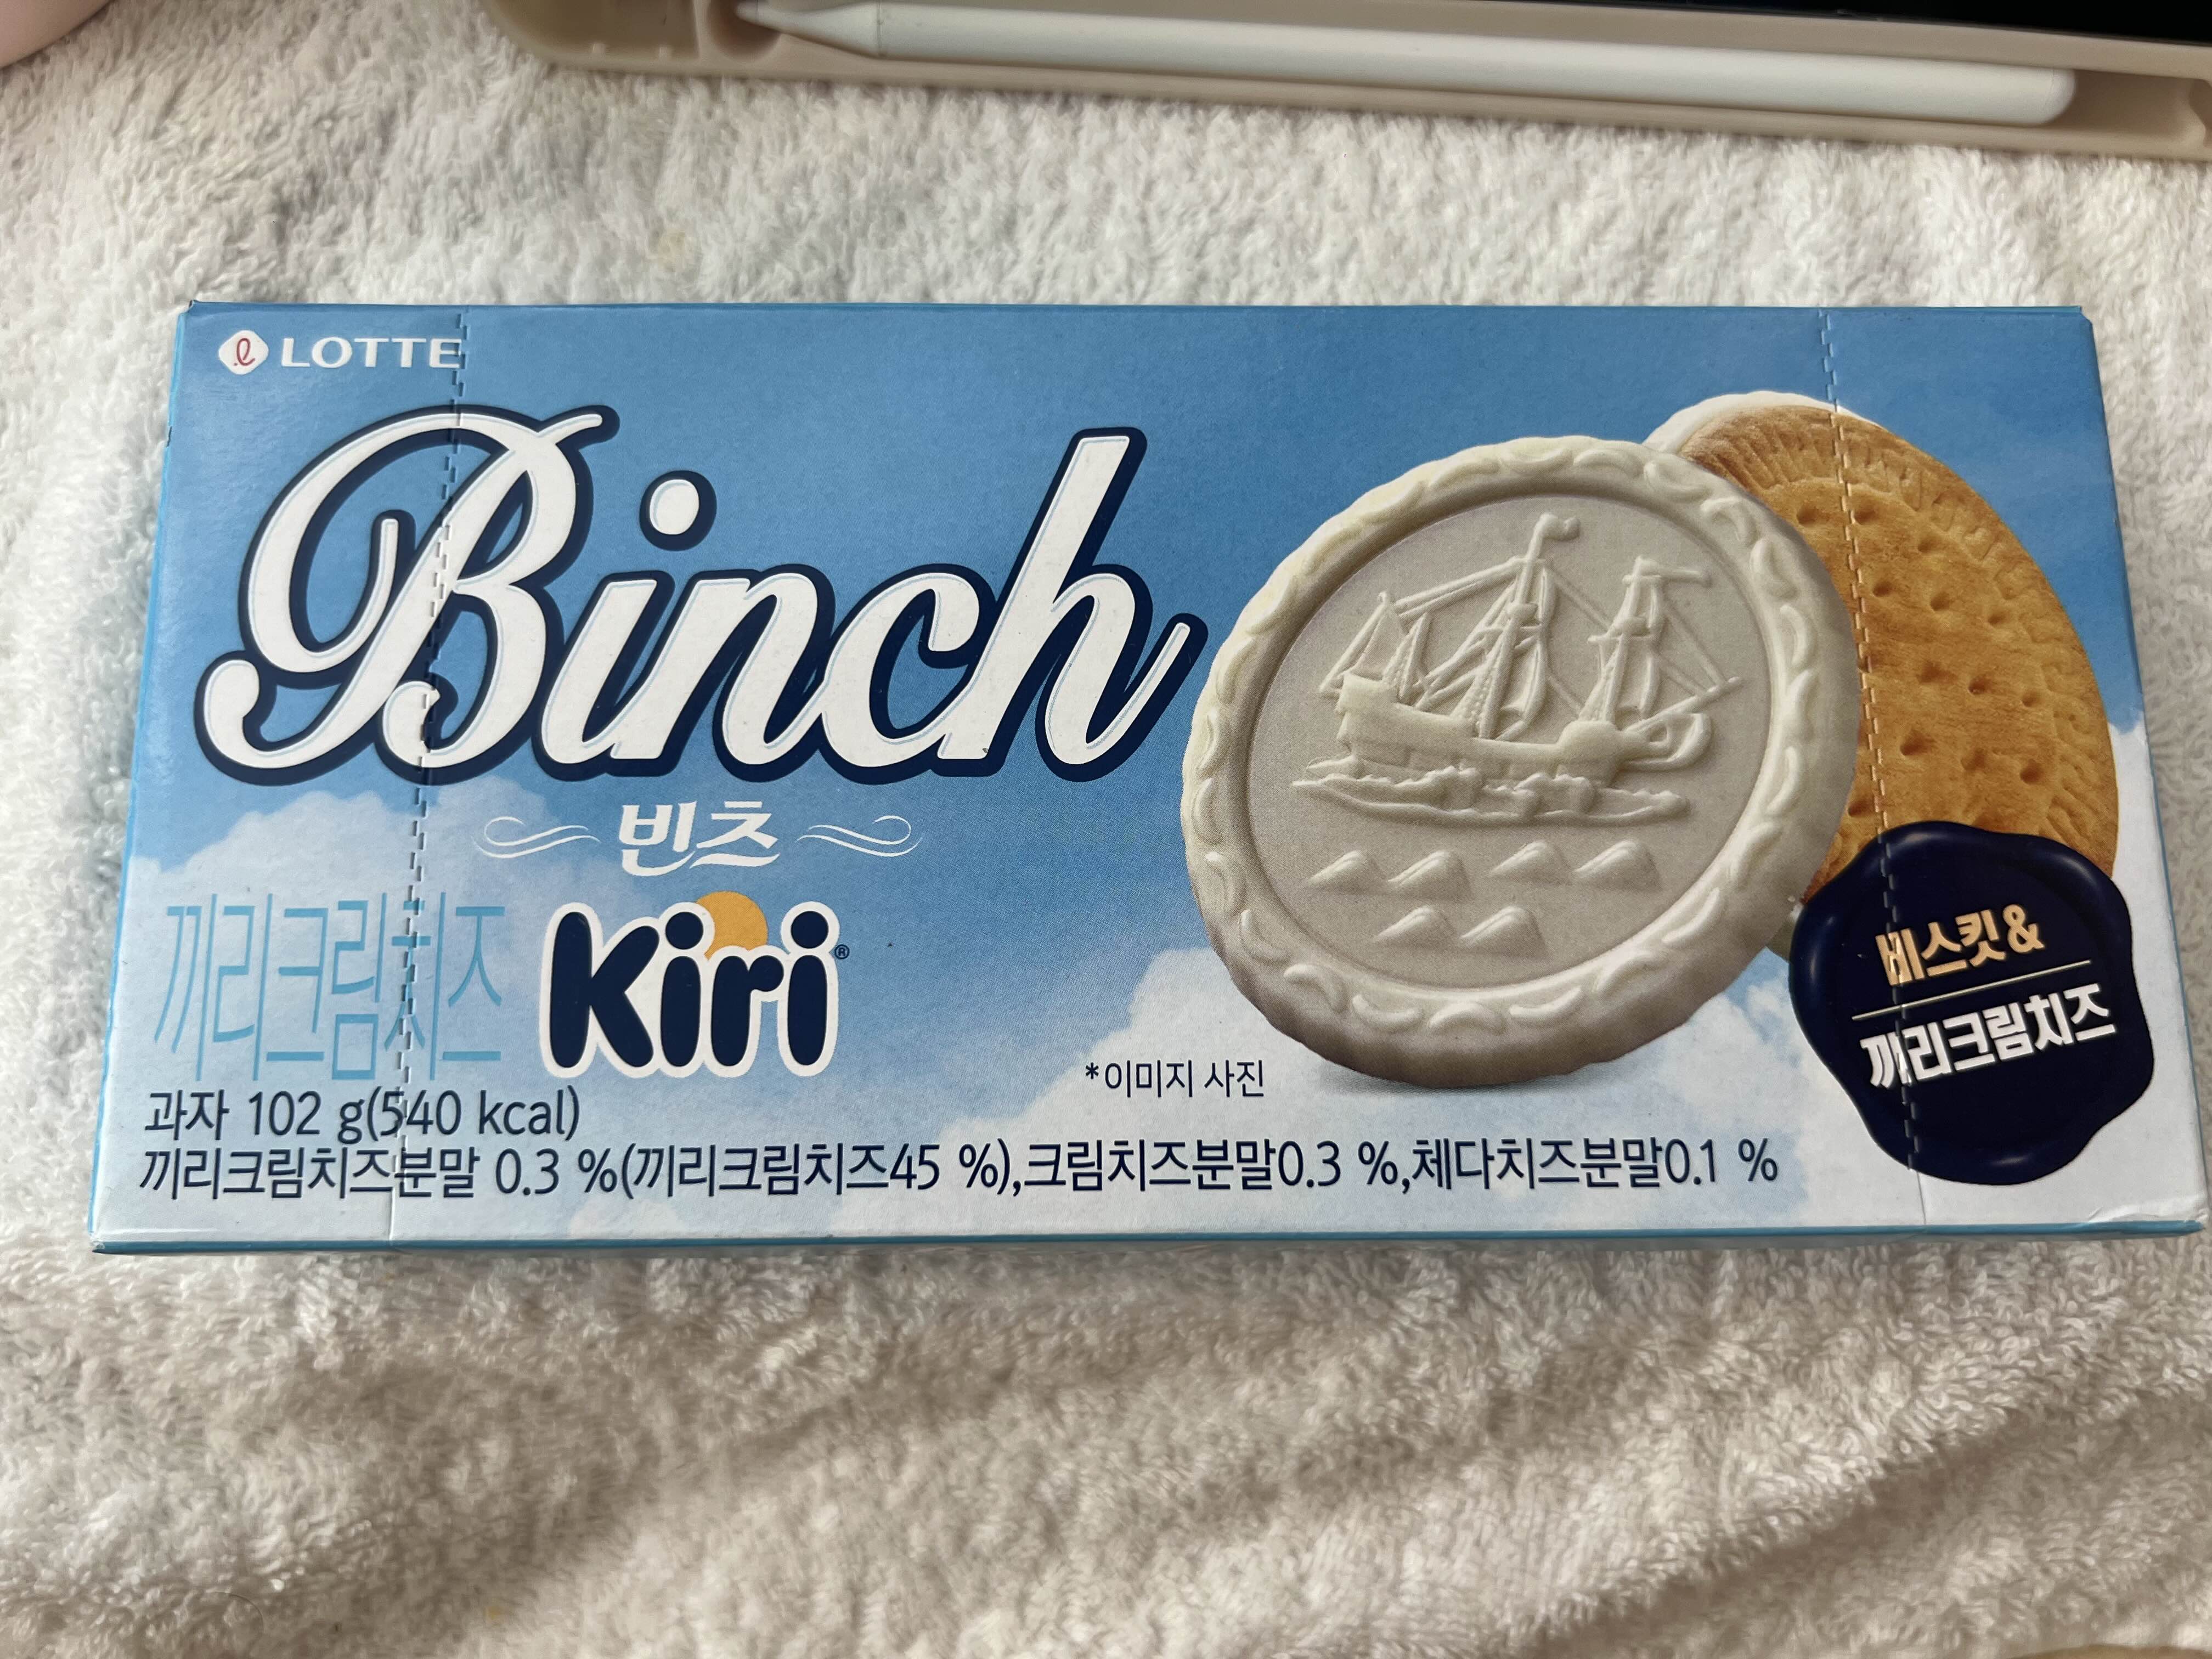 LOTTE
Binch
빈츠
끼리크림치즈 Kiri®
과자 102 g(540 kcal)
끼리크림치즈분말 0.3 %(끼리크림치즈45 %),크림치즈분말0.3 %,체다치즈분말0.1 %
*이미지 사진
비스킷&
끼리크림치즈